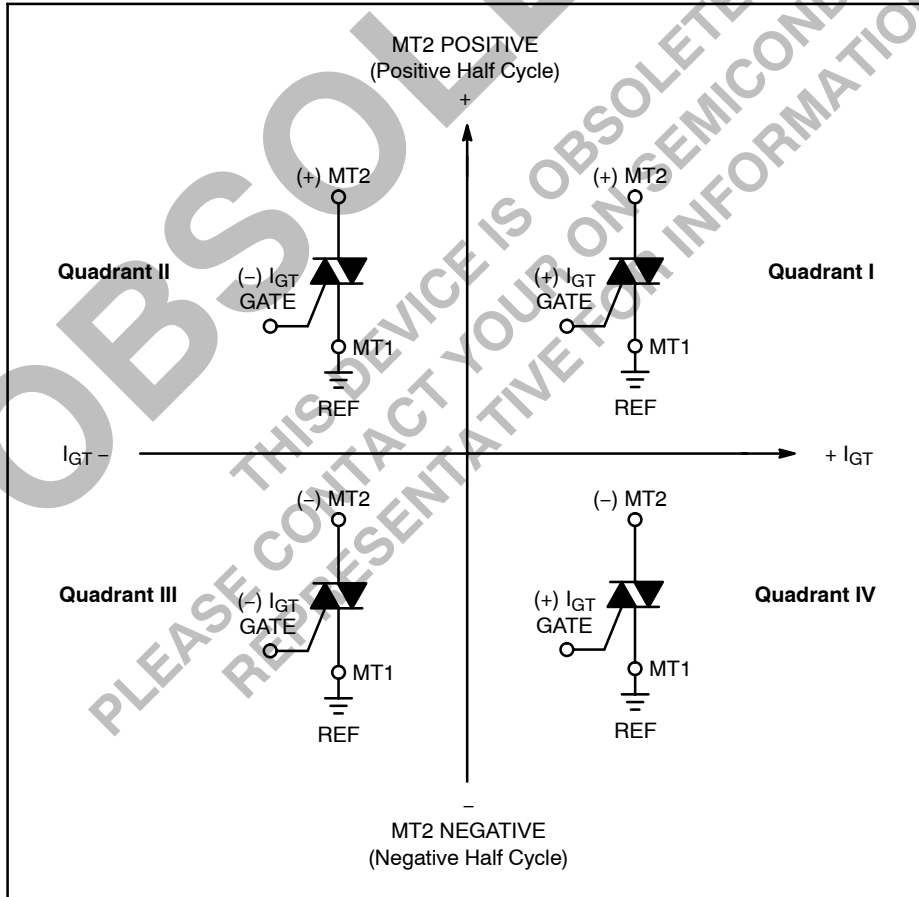 MT2 POSITIVE
(Positive Half Cycle)
+
(+) MT2
(+) MT2
Quadrant II
(−) IGT
GATE
(+) IGT
GATE
Quadrant I
MT1
MT1
REF
REF
IGT −
+ IGT
(−) MT2
(−) MT2
Quadrant III
(−) IGT
GATE
(+) IGT
GATE
Quadrant IV
MT1
MT1
REF
REF
−
MT2 NEGATIVE
(Negative Half Cycle)
THIS DEVICE IS OBSOLETE
PLEASE CONTACT YOUR ON SEMICOND
REPRESENTATIVE FOR INFORMATION
OBSOLE